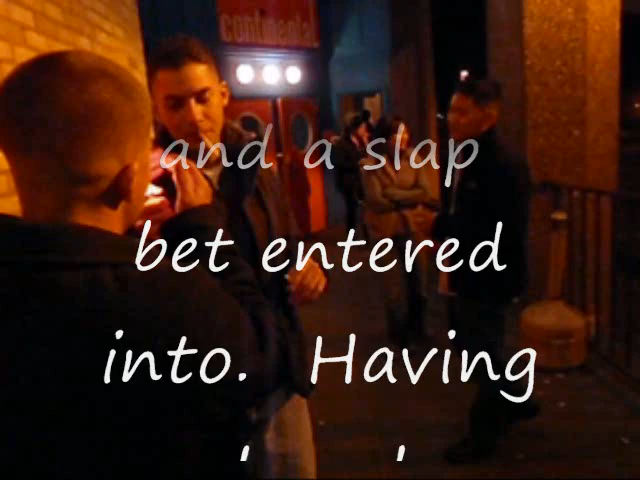 continental
and a slap
bet entered
into. Having